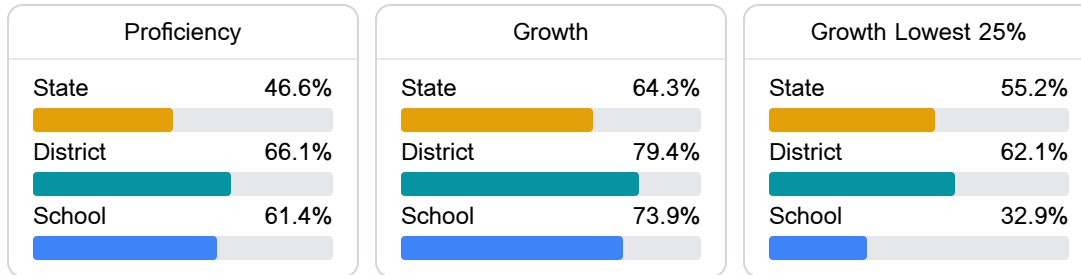 Proficiency
State 46.6%
District 66.1%
School 61.4%
Growth
State 64.3%
District 79.4%
School 73.9%
Growth Lowest 25%
State 55.2%
District 62.1%
School 32.9%